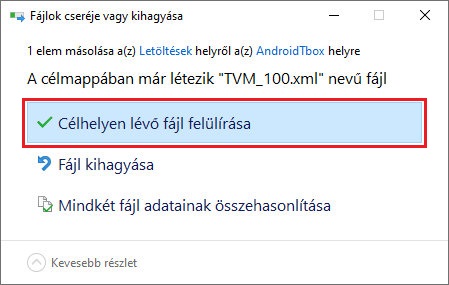 Fájlok cseréje vagy kihagyása
1 elem másolása a(z) Letöltések helyről a(z) AndroidTbox helyre
A célmappában már létezik "TVM_100.xml" nevű fájl
Célhelyen lévő fájl felülírása
Fájl kihagyása
Mindkét fájl adatainak összehasonlítása
Kevesebb részlet